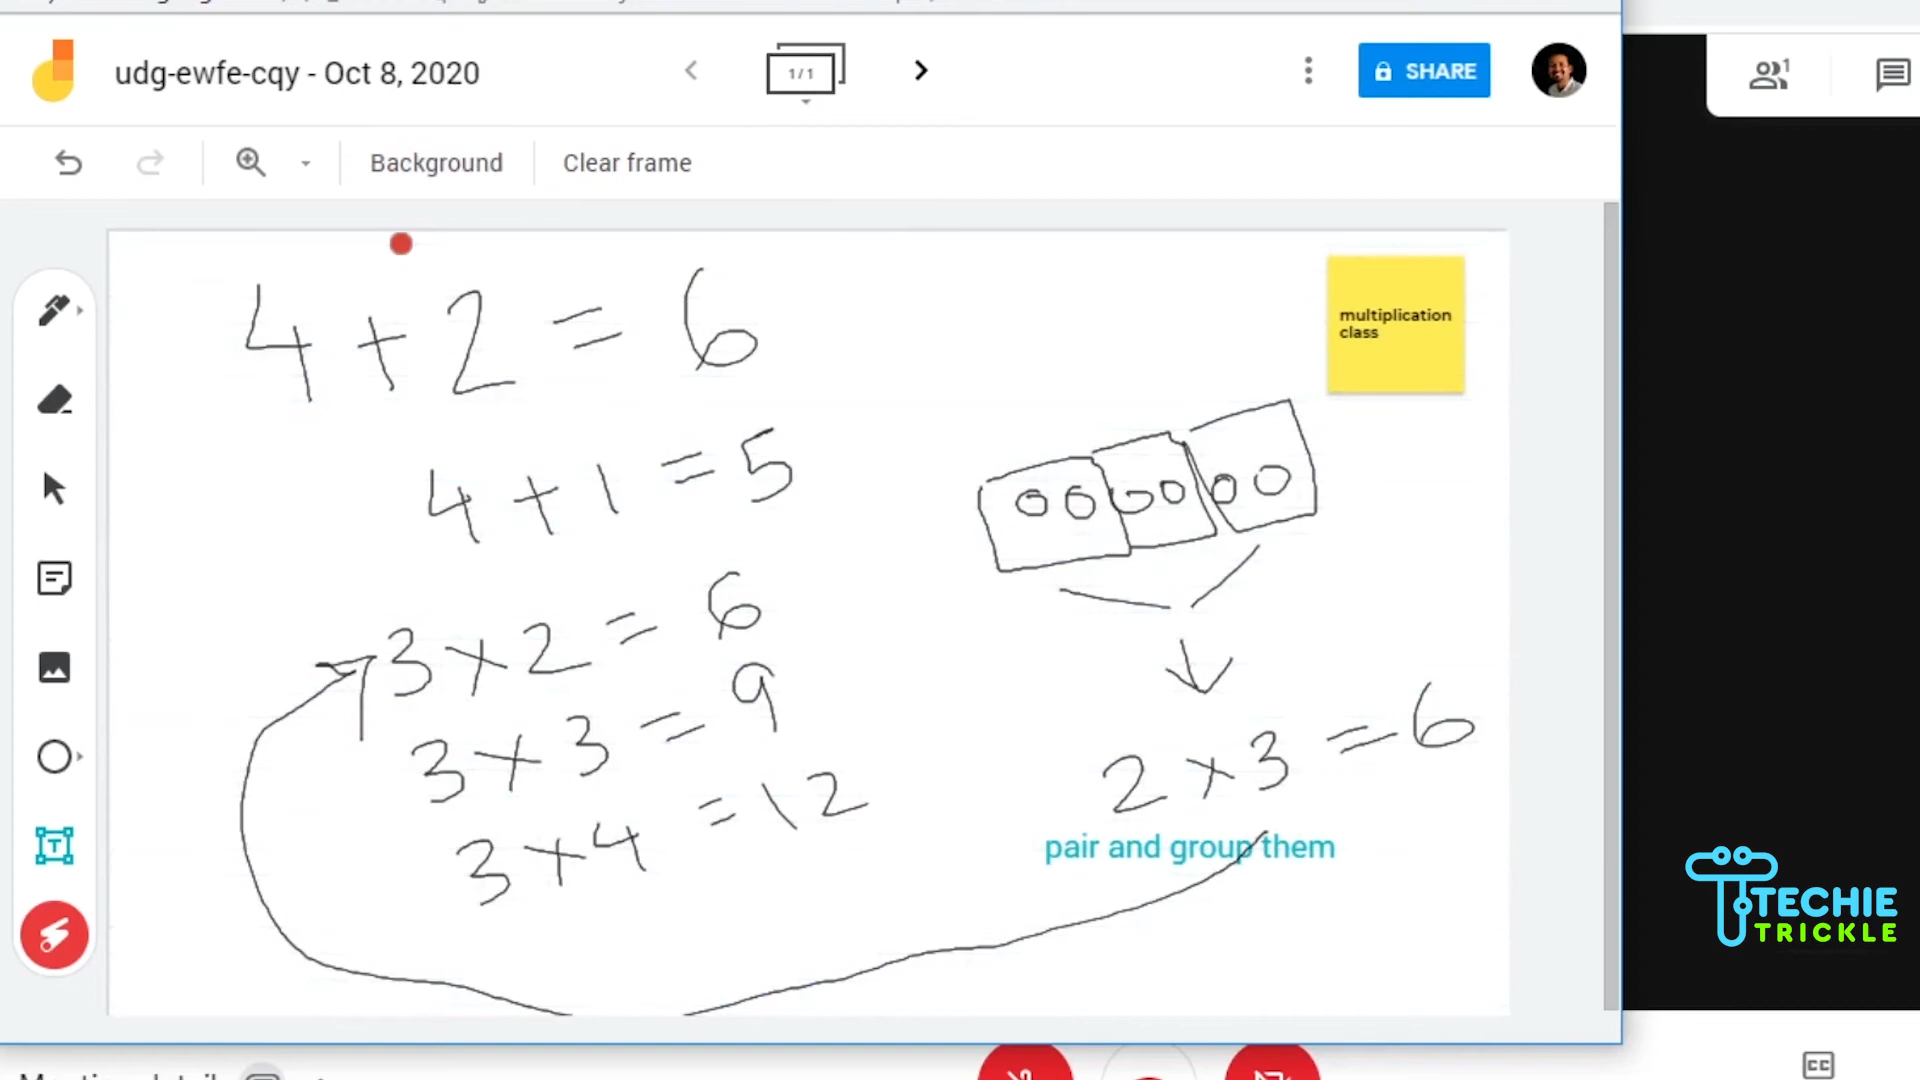 udg-ewfe-cqy - Oct 8, 2020
1/1
SHARE
1
Background
Clear frame
4 + 2 = 6
multiplication
class
4 + 1 = 5
3 × 2 = 6
3 × 3 = 9
3 × 4 = 12
2 × 3 = 6
pair and group them
T
TECHIE
TRICKLE
CC